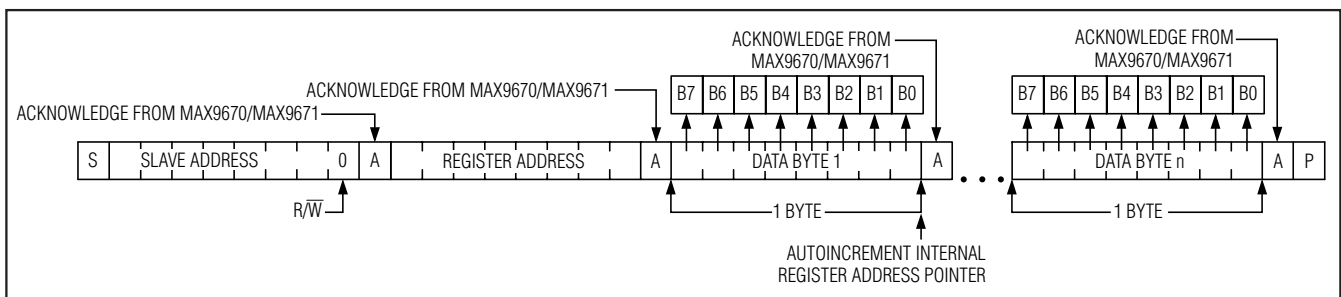 ACKNOWLEDGE FROM
MAX9670/MAX9671
ACKNOWLEDGE FROM
MAX9670/MAX9671
ACKNOWLEDGE FROM MAX9670/MAX9671
ACKNOWLEDGE FROM MAX9670/MAX9671
B7 B6 B5 B4 B3 B2 B1 B0
B7 B6 B5 B4 B3 B2 B1 B0
S SLAVE ADDRESS 0 A REGISTER ADDRESS A DATA BYTE 1 A • • • DATA BYTE n A P
R/W̅
1 BYTE
1 BYTE
AUTOINCREMENT INTERNAL
REGISTER ADDRESS POINTER